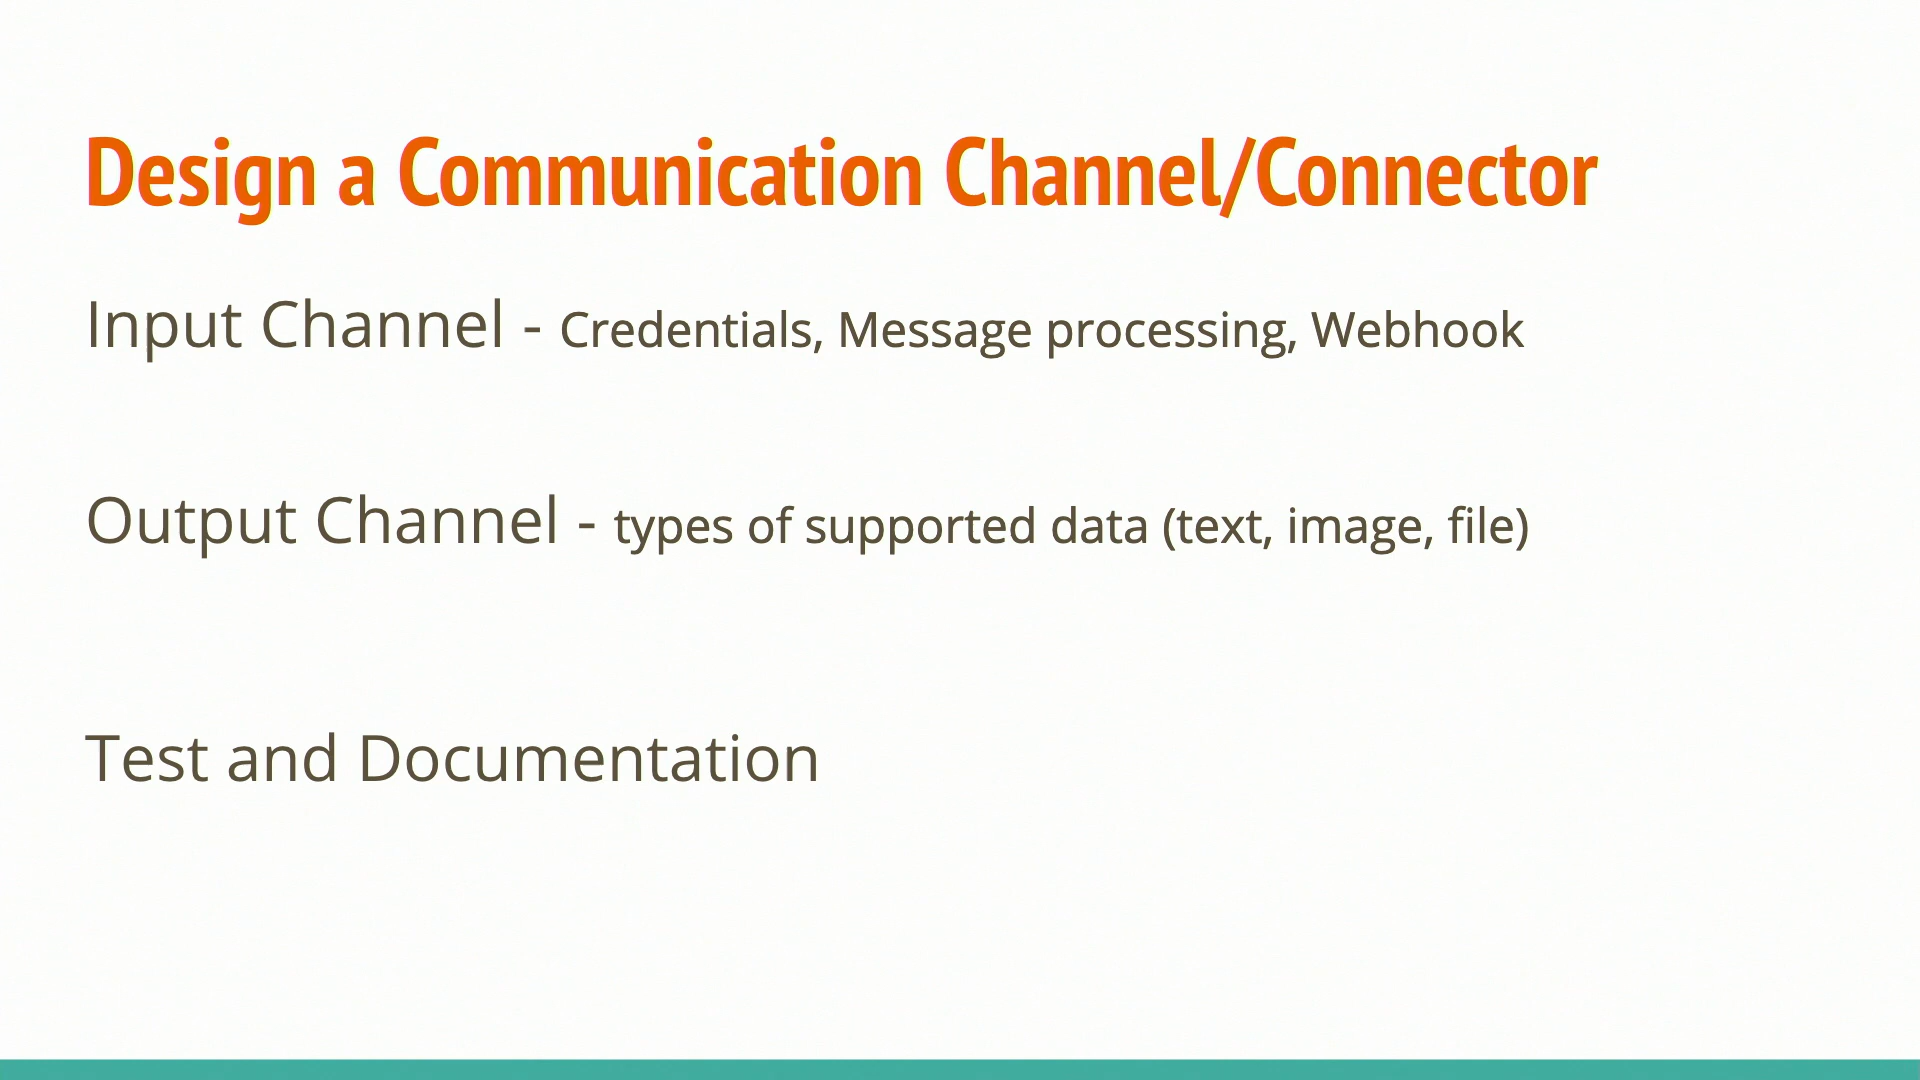 Design a Communication Channel/Connector
Input Channel - Credentials, Message processing, Webhook
Output Channel - types of supported data (text, image, file)
Test and Documentation